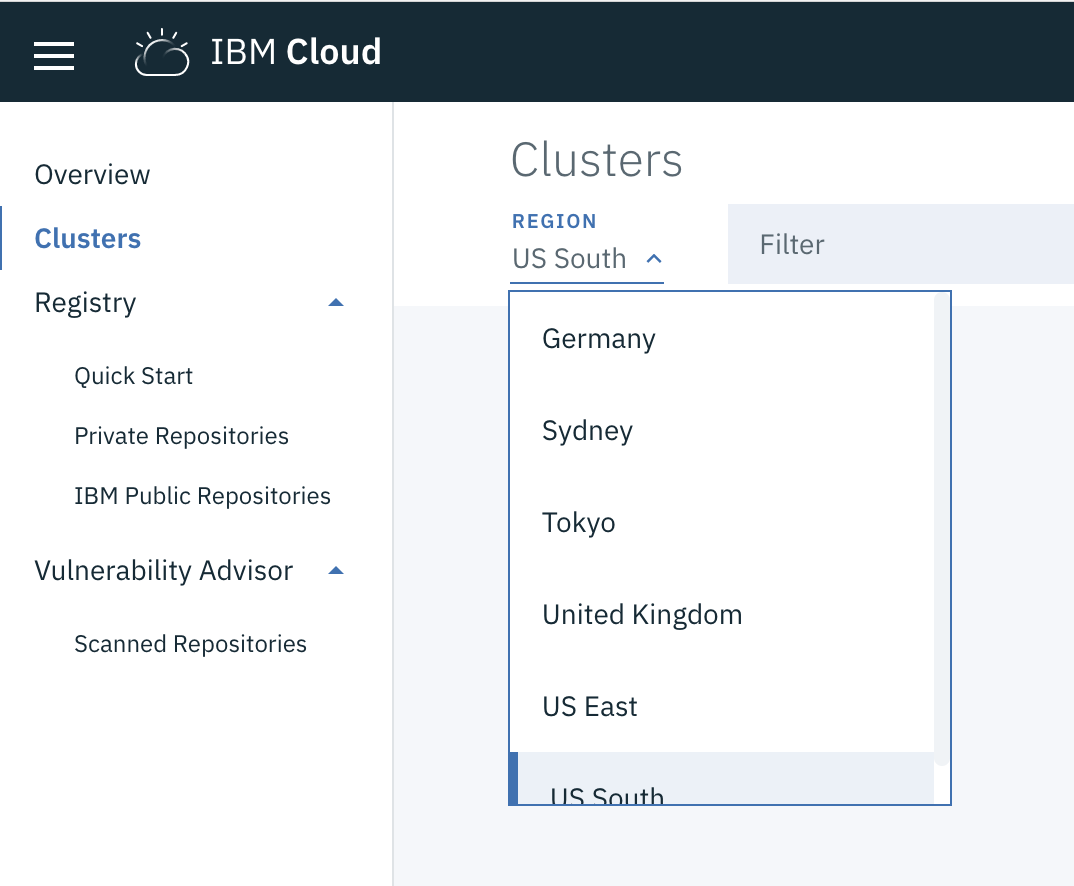 IBM Cloud
Overview
Clusters
Registry
Quick Start
Private Repositories
IBM Public Repositories
Vulnerability Advisor
Scanned Repositories
Clusters
REGION
US South
Filter
Germany
Sydney
Tokyo
United Kingdom
US East
US South